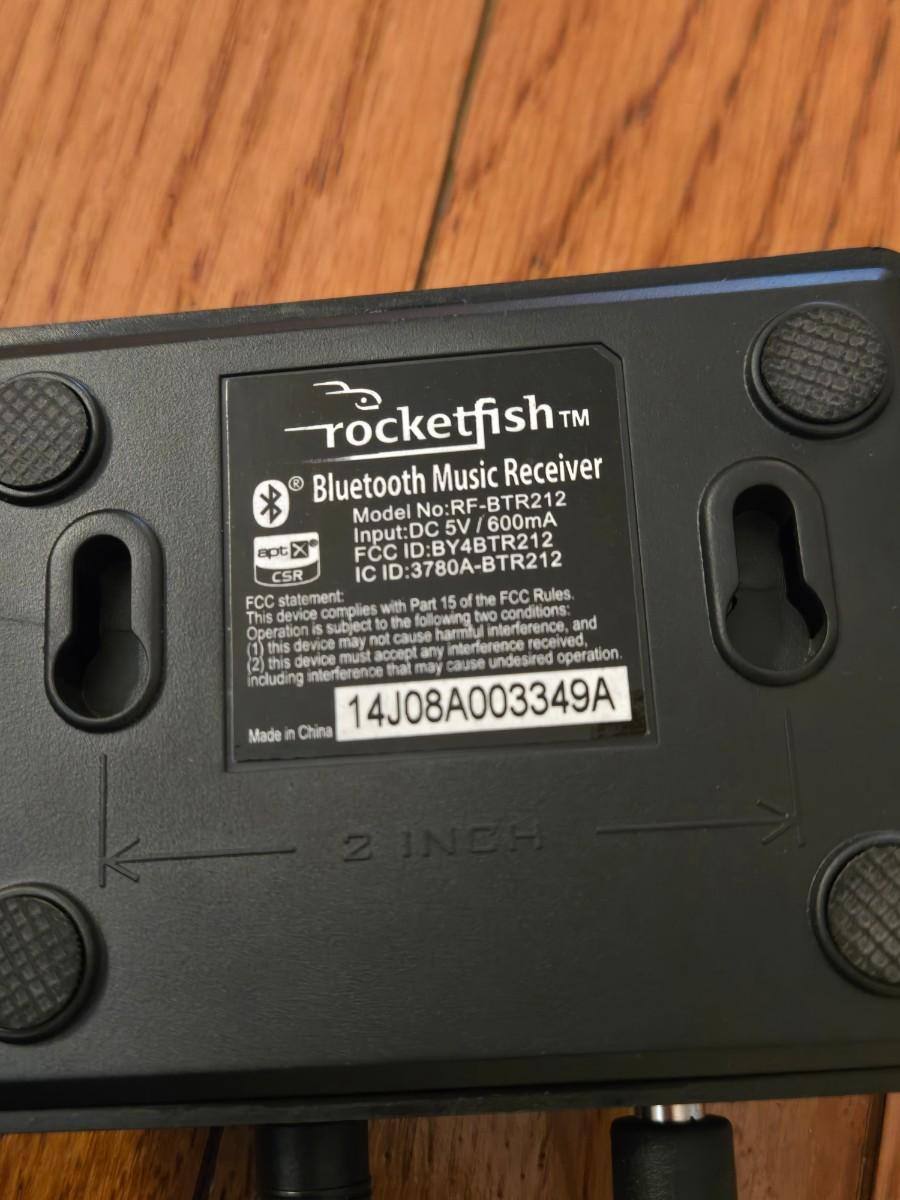 rocketfish™
® Bluetooth Music Receiver
Model No:RF-BTR212
Input:DC 5V / 600mA
FCC ID:BY4BTR212
IC ID:3780A-BTR212
aptX®
CSR
FCC statement:
This device complies with Part 15 of the FCC Rules.
Operation is subject to the following two conditions:
(1) this device may not cause harmful interference, and
(2) this device must accept any interference received,
including interference that may cause undesired operation.
Made in China 14J08A003349A
2 INCH